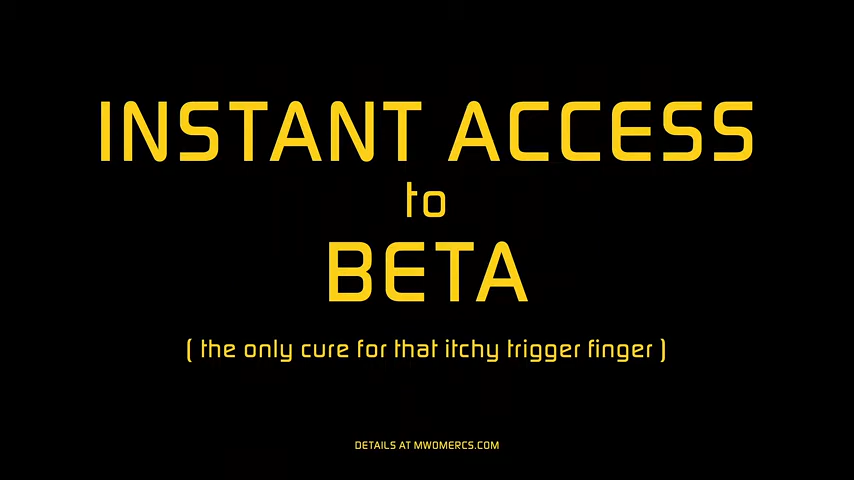 INSTANT ACCESS
to
BETA
( the only cure for that itchy trigger finger )
DETAILS AT MWOMERCS.COM